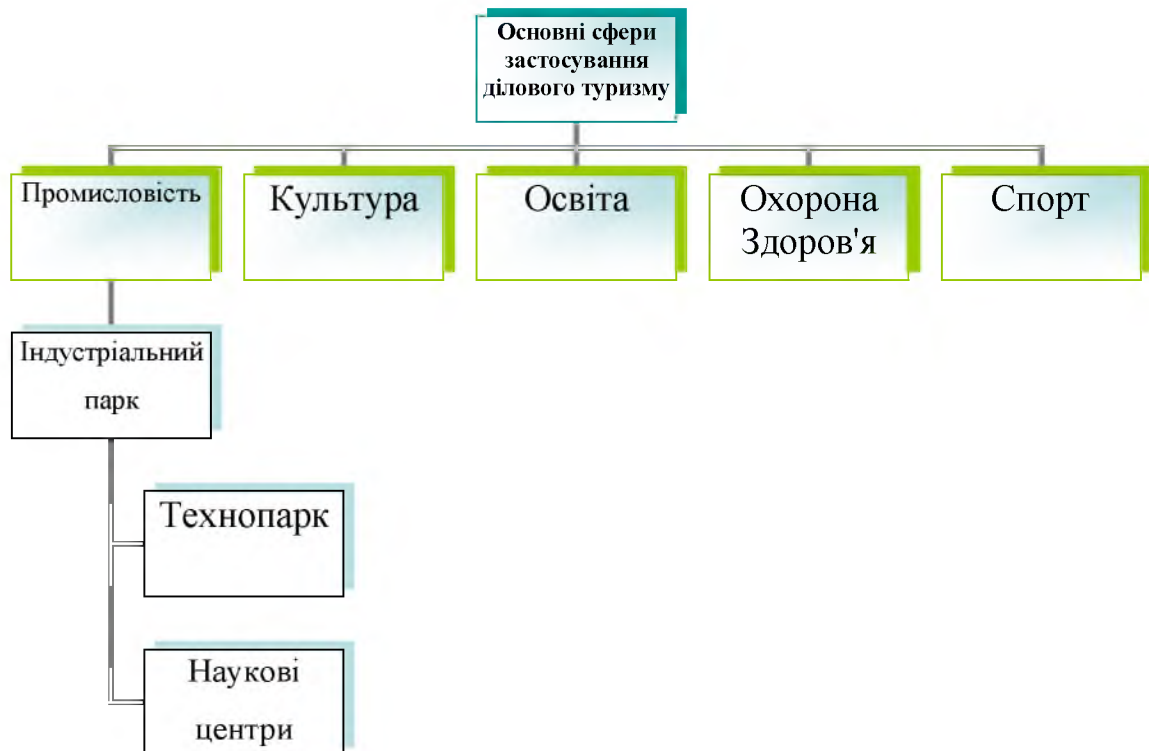 Основні сфери
застосування
ділового туризму
Промисловість
Культура
Освіта
Охорона
Здоров'я
Спорт
Індустріальний
парк
Технопарк
Наукові
центри